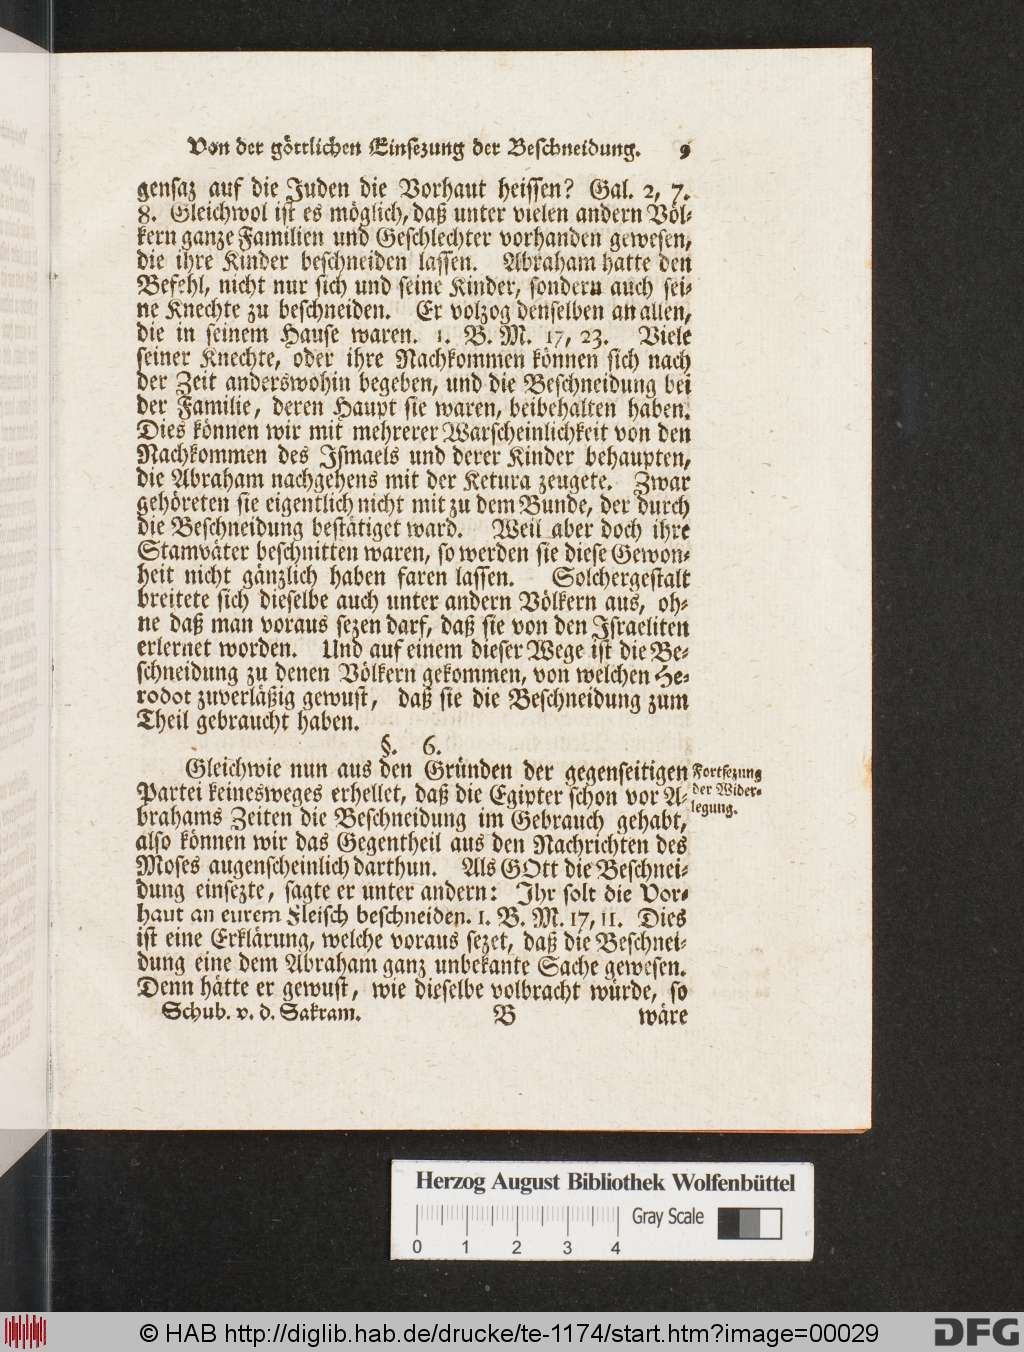 Von der göttlichen Einsezung der Beschneidung. 9
gensaz auf die Juden die Vorhaut heissen? Gal. 2, 7.
8. Gleichwol ist es möglich, daß unter vielen andern Völ-
kern ganze Familien und Geschlechter vorhanden gewesen,
die ihre Kinder beschneiden lassen. Abraham hatte den
Befehl, nicht nur sich und seine Kinder, sondern auch sei-
ne Knechte zu beschneiden. Er volzog denselben an allen,
die in seinem Hause waren. 1. B. M. 17, 23. Viele
seiner Knechte, oder ihre Nachkommen können sich nach
der Zeit anderswohin begeben, und die Beschneidung bei
der Familie, deren Haupt sie waren, beibehalten haben.
Dies können wir mit mehrerer Warscheinlichkeit von den
Nachkommen des Ismaels und derer Kinder behaupten,
die Abraham nachgehens mit der Ketura zeugete. Zwar
gehöreten sie eigentlich nicht mit zu dem Bunde, der durch
die Beschneidung bestätiget ward. Weil aber doch ihre
Stamväter beschnitten waren, so werden sie diese Gewon-
heit nicht gänzlich haben faren lassen. Solchergestalt
breitete sich dieselbe auch unter andern Völkern aus, oh-
ne daß man voraus sezen darf, daß sie von den Israeliten
erlernet worden. Und auf einem dieser Wege ist die Be-
schneidung zu denen Völkern gekommen, von welchen He-
rodot zuverläßig gewust, daß sie die Beschneidung zum
Theil gebraucht haben.
§. 6.
Gleichwie nun aus den Gründen der gegenseitigen
Partei keinesweges erhellet, daß die Egipter schon vor A-
brahams Zeiten die Beschneidung im Gebrauch gehabt,
also können wir das Gegentheil aus den Nachrichten des
Moses augenscheinlich darthun. Als GOtt die Beschnei-
dung einsezte, sagte er unter andern: Ihr solt die Vor-
haut an eurem Fleisch beschneiden. 1. B. M. 17, 11. Dies
ist eine Erklärung, welche voraus sezet, daß die Beschnei-
dung eine dem Abraham ganz unbekante Sache gewesen.
Denn hätte er gewust, wie dieselbe volbracht würde, so
Schub. v. d. Sakram. B wäre
Fortsezung
der Wider-
legung.
Herzog August Bibliothek Wolfenbüttel
Gray Scale
0 1 2 3 4
© HAB http://diglib.hab.de/drucke/te-1174/start.htm?image=00029
DFG